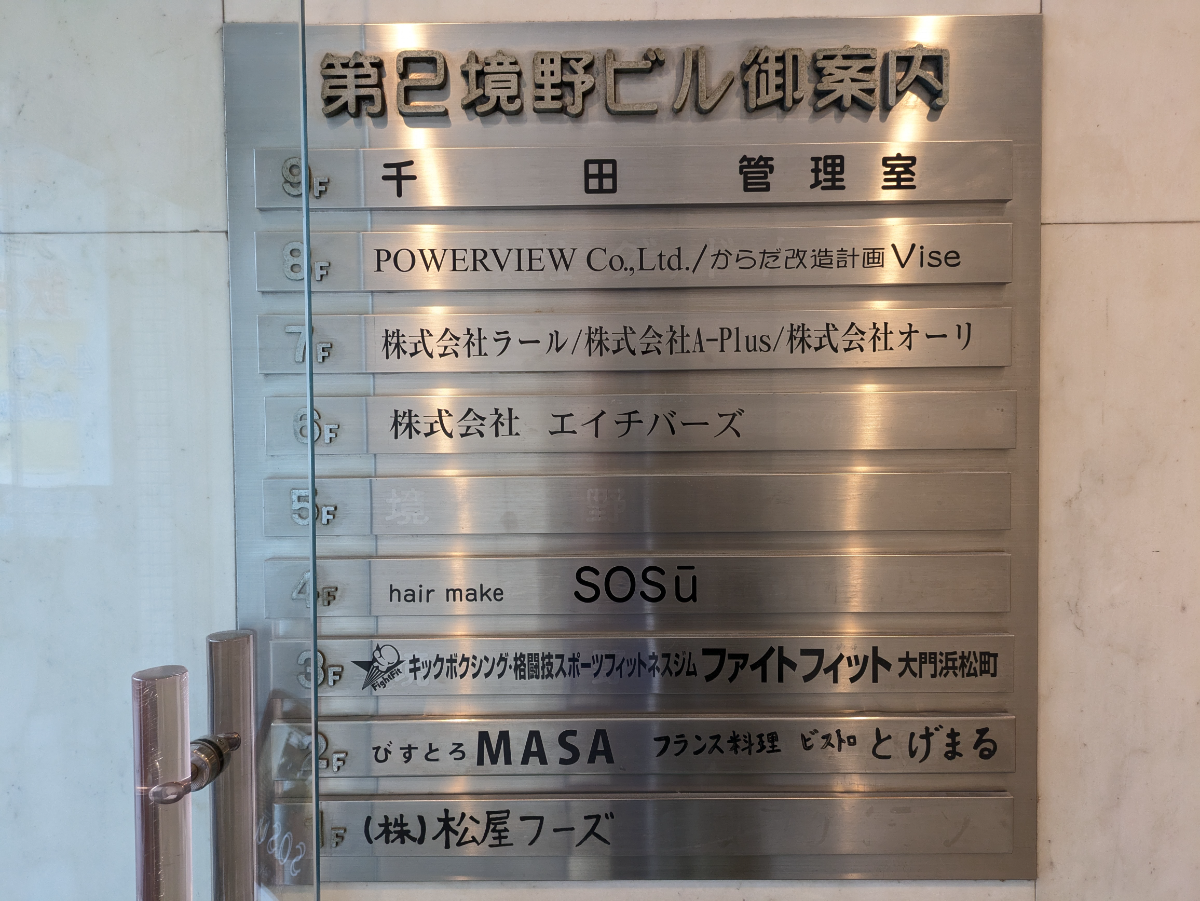 第2境野ビル御案内
9F 千 田 管理室
8F POWERVIEW Co.,Ltd./からだ改造計画 Vise
7F 株式会社ラール/株式会社A-Plus/株式会社オーリ
6F 株式会社 エイチバーズ
5F 境 野
4F hair make SOSū
3F FightFit キックボクシング・格闘技スポーツフィットネスジム ファイトフィット 大門浜松町
2F びすとろ MASA フランス料理 ビストロ とげまる
1F (株)松屋フーズ